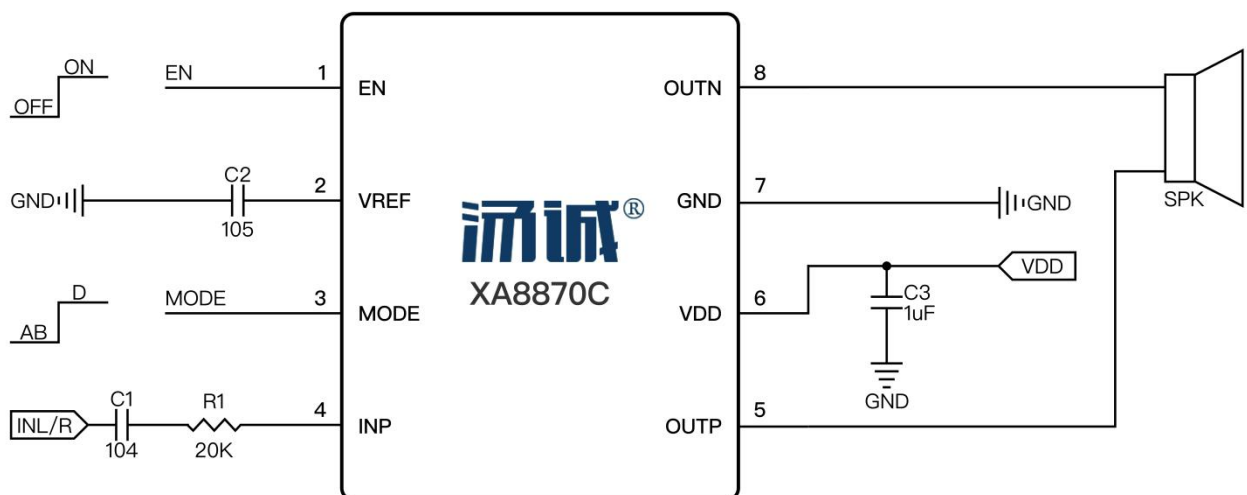 ON
OFF
EN
1
EN
OUTN
8
SPK
GND
C2
105
2
VREF
汤诚®
XA8870C
GND
7
GND
D
AB
MODE
3
MODE
VDD
6
C3
1uF
GND
VDD
INL/R
C1
104
R1
20K
4
INP
OUTP
5